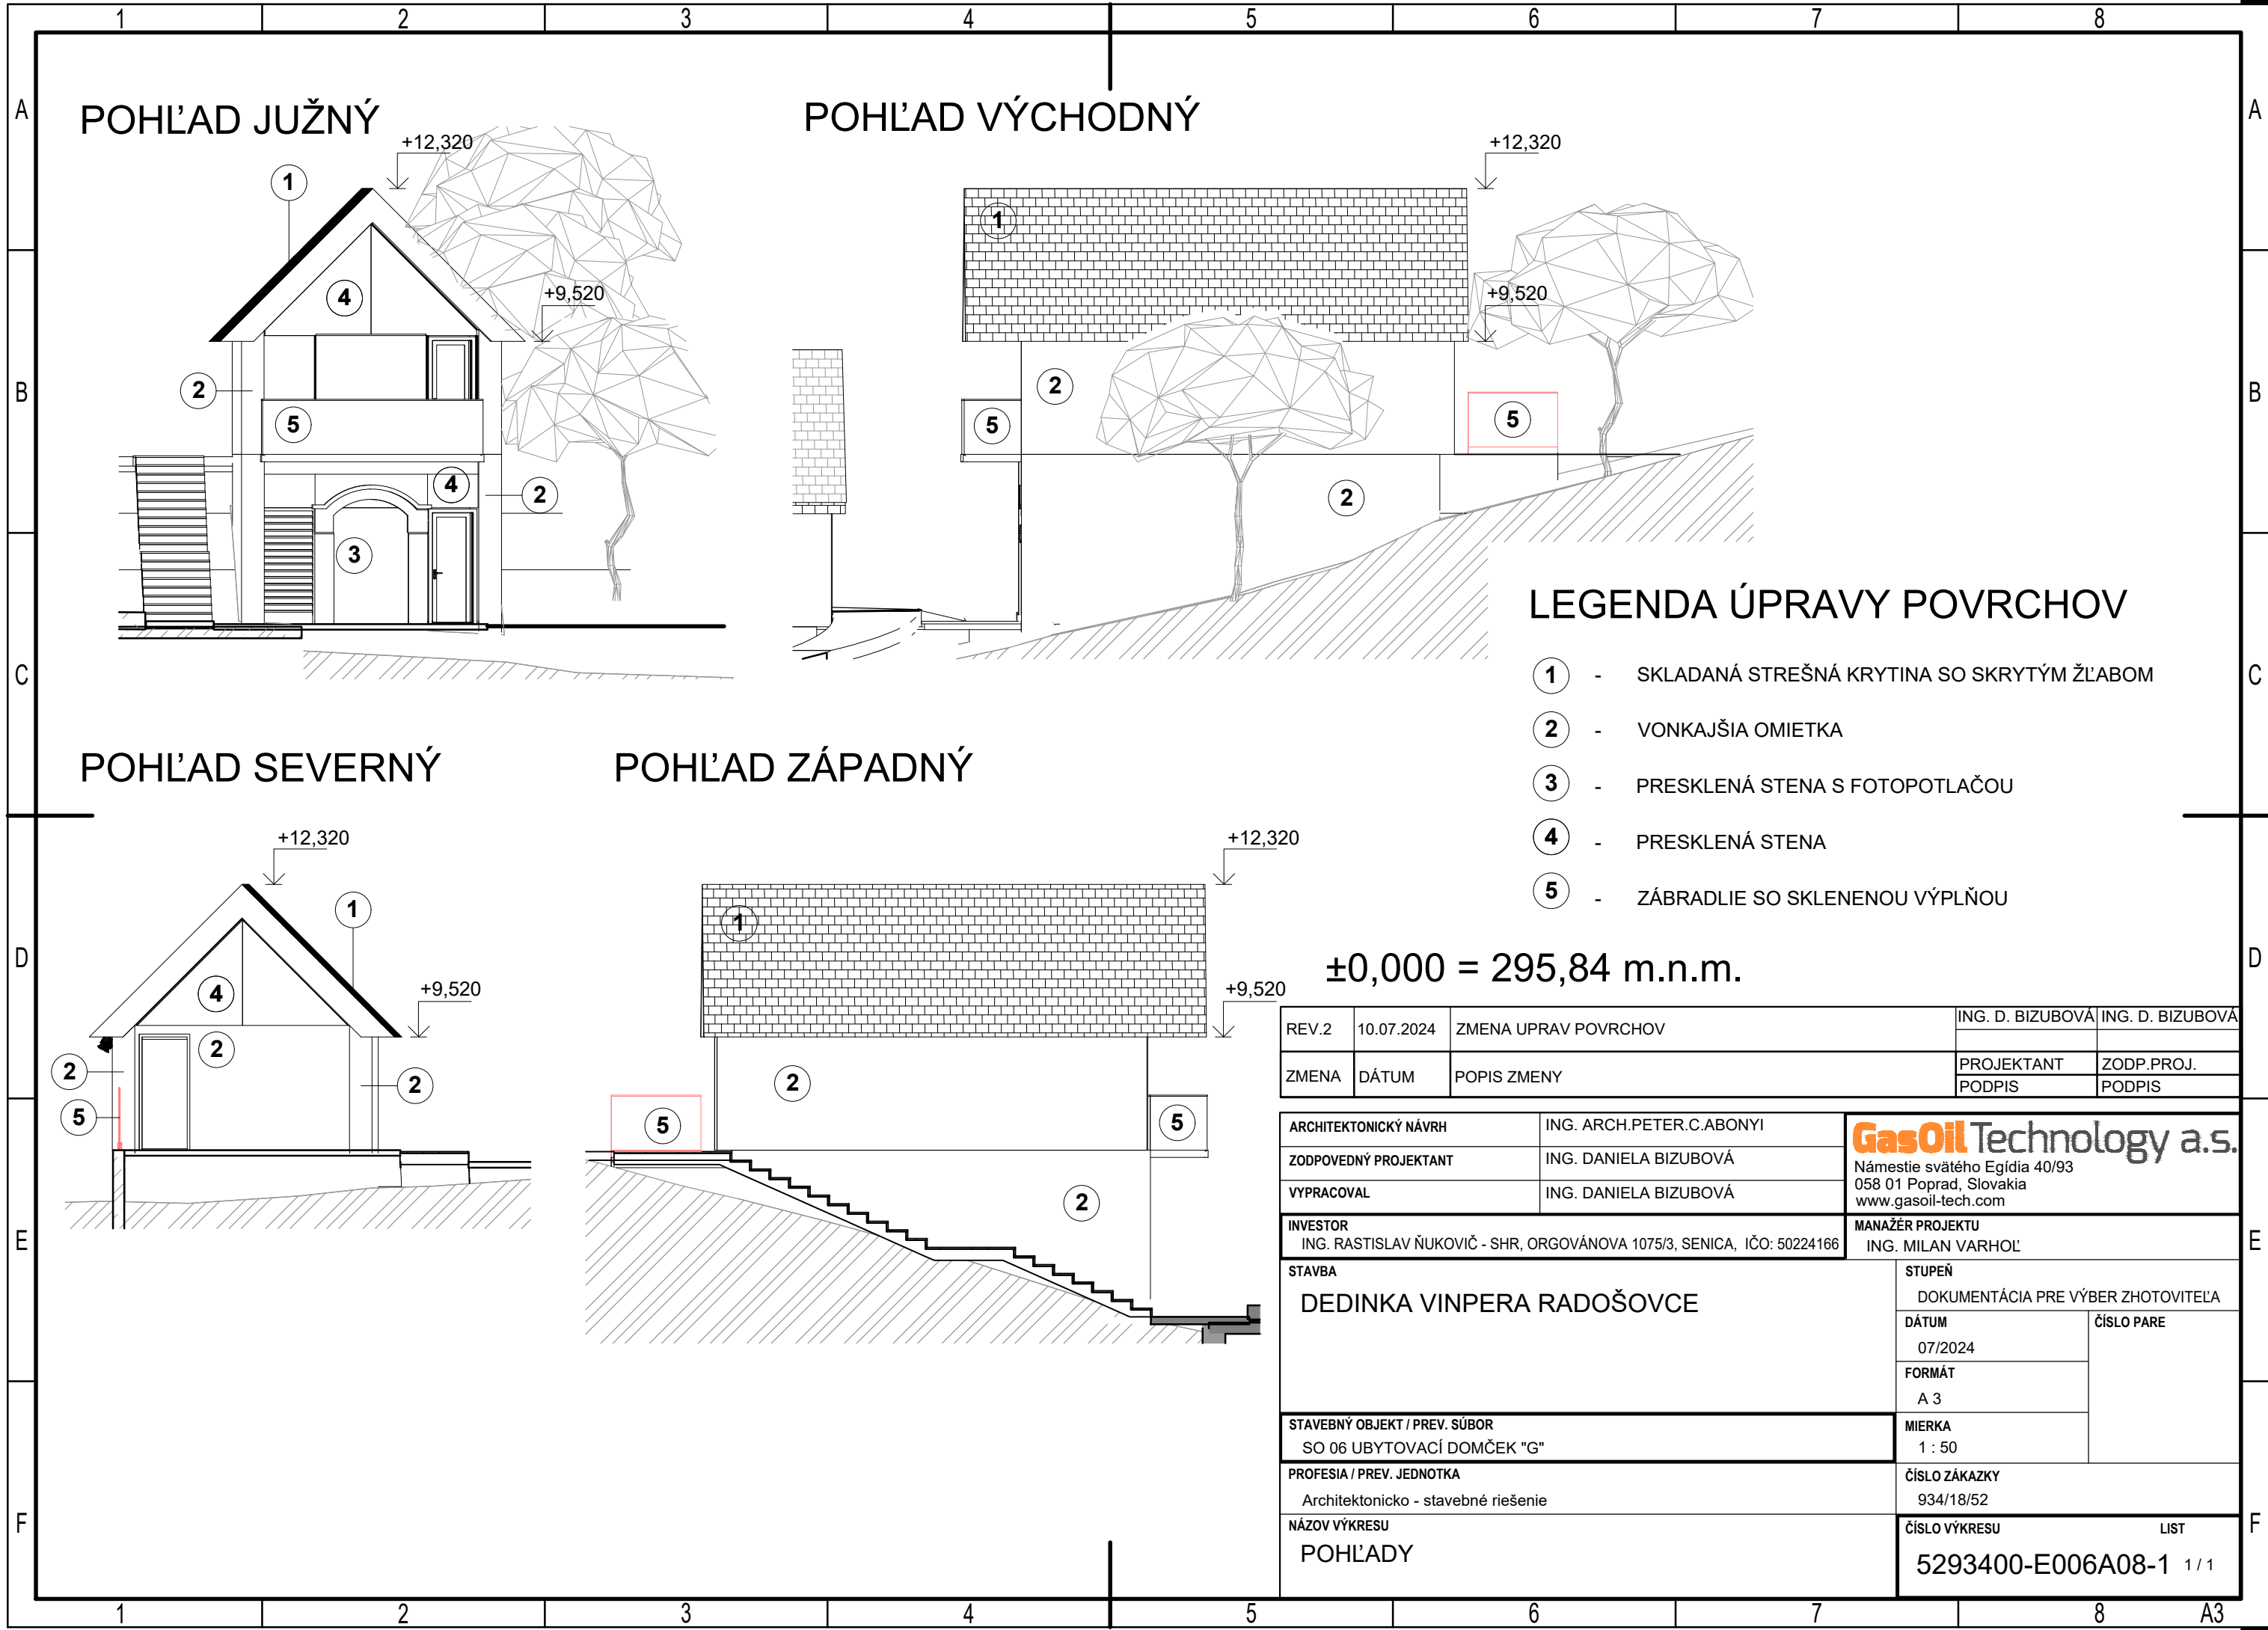 1 2 3 4 5 6 7 8
A A
B B
C C
D D
E E
F F
POHĽAD JUŽNÝ
+12,320
1
4
+9,520
2
5
4
2
3
POHĽAD VÝCHODNÝ
+12,320
1
+9,520
2
5
5
2
LEGENDA ÚPRAVY POVRCHOV
1 - SKLADANÁ STREŠNÁ KRYTINA SO SKRYTÝM ŽĽABOM
2 - VONKAJŠIA OMIETKA
3 - PRESKLENÁ STENA S FOTOPOTLAČOU
4 - PRESKLENÁ STENA
5 - ZÁBRADLIE SO SKLENENOU VÝPLŇOU
POHĽAD SEVERNÝ
+12,320
1
4
+9,520
2
2
2
5
POHĽAD ZÁPADNÝ
+12,320
1
+9,520
2
5
5
2
±0,000 = 295,84 m.n.m.
REV.2 10.07.2024 ZMENA UPRAV POVRCHOV ING. D. BIZUBOVÁ ING. D. BIZUBOVÁ
ZMENA DÁTUM POPIS ZMENY PROJEKTANT ZODP.PROJ.
PODPIS PODPIS
ARCHITEKTONICKÝ NÁVRH ING. ARCH.PETER.C.ABONYI
ZODPOVEDNÝ PROJEKTANT ING. DANIELA BIZUBOVÁ
VYPRACOVAL ING. DANIELA BIZUBOVÁ
GasOil Technology a.s.
Námestie svätého Egídia 40/93
058 01 Poprad, Slovakia
www.gasoil-tech.com
INVESTOR
ING. RASTISLAV ŇUKOVIČ - SHR, ORGOVÁNOVA 1075/3, SENICA, IČO: 50224166
MANAŽÉR PROJEKTU
ING. MILAN VARHOĽ
STAVBA
DEDINKA VINPERA RADOŠOVCE
STUPEŇ
DOKUMENTÁCIA PRE VÝBER ZHOTOVITEĽA
DÁTUM
07/2024
ČÍSLO PARE
FORMÁT
A 3
STAVEBNÝ OBJEKT / PREV. SÚBOR
SO 06 UBYTOVACÍ DOMČEK "G"
MIERKA
1 : 50
PROFESIA / PREV. JEDNOTKA
Architektonicko - stavebné riešenie
ČÍSLO ZÁKAZKY
934/18/52
NÁZOV VÝKRESU
POHĽADY
ČÍSLO VÝKRESU LIST
5293400-E006A08-1 1 / 1
1 2 3 4 5 6 7 8 A3